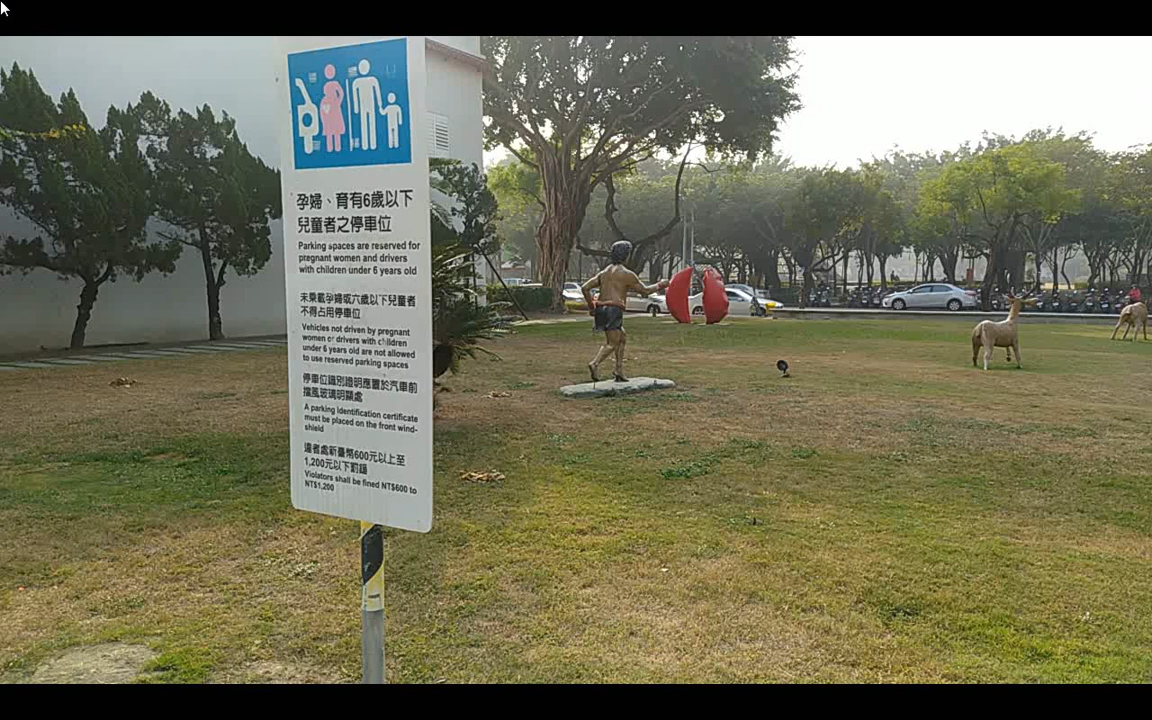 孕婦、育有6歲以下
兒童者之停車位
Parking spaces are reserved for
pregnant women and drivers
with children under 6 years old
未乘載孕婦或六歲以下兒童者
不得占用停車位
Vehicles not driven by pregnant
women or drivers with children
under 6 years old are not allowed
to use reserved parking spaces
停車位識別證明應置於汽車前
擋風玻璃明顯處
A parking identification certificate
must be placed on the front wind-
shield
違者處新臺幣600元以上至
1,200元以下罰鍰
Violators shall be fined NT$600 to
NT$1,200